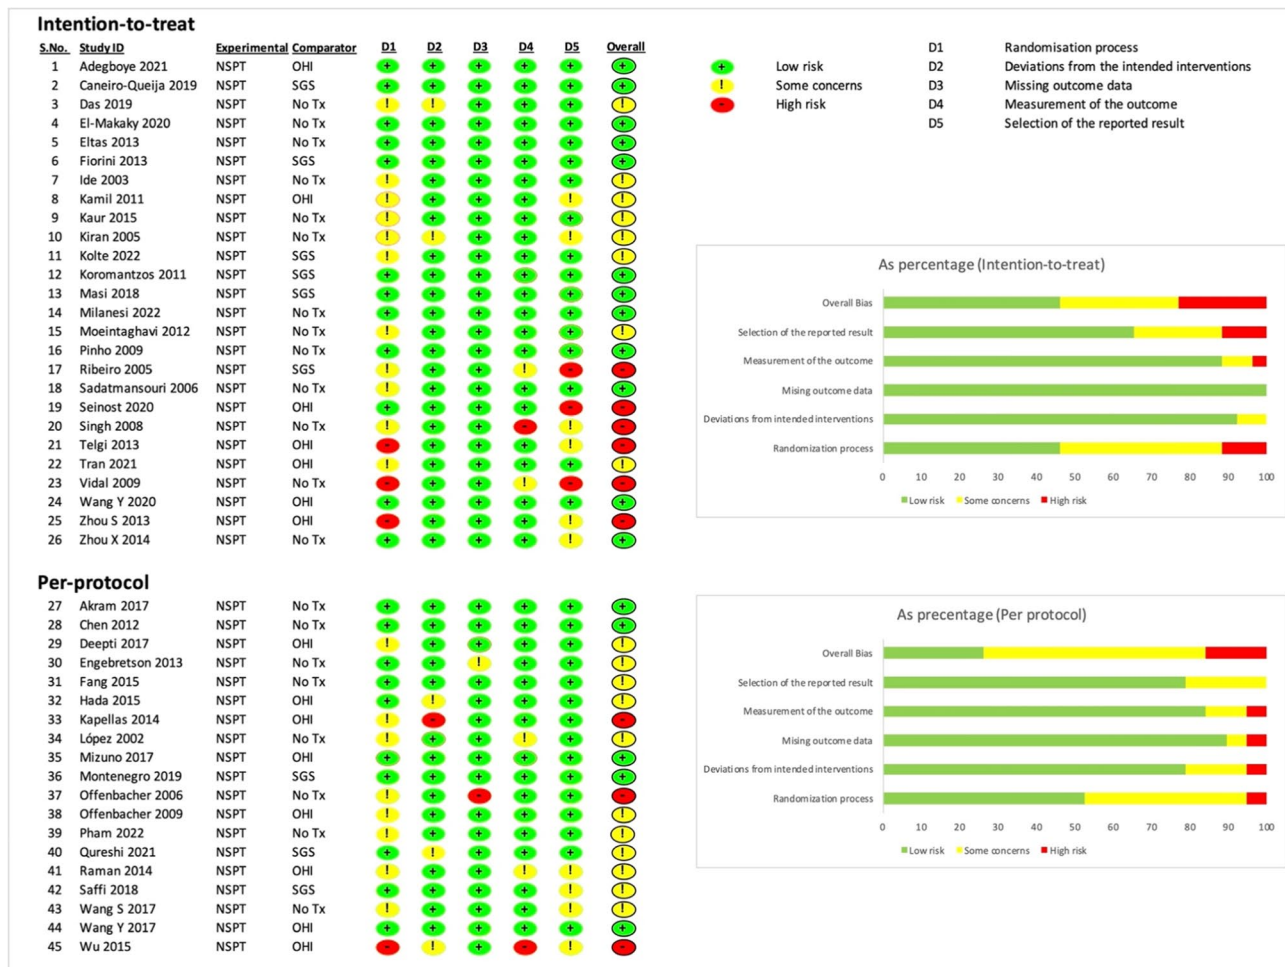 Intention-to-treat
S.No. Study ID Experimental Comparator D1 D2 D3 D4 D5 Overall
1 Adegboye 2021 NSPT OHI + + + + + +
2 Caneiro-Queija 2019 NSPT SGS + + + + + +
3 Das 2019 NSPT No Tx ! ! + + + !
4 El-Makaky 2020 NSPT No Tx + + + + + +
5 Eltas 2013 NSPT No Tx + + + + + +
6 Fiorini 2013 NSPT SGS + + + + + +
7 Ide 2003 NSPT No Tx ! + + + + !
8 Kamil 2011 NSPT OHI ! + + + ! !
9 Kaur 2015 NSPT No Tx ! + + + + !
10 Kiran 2005 NSPT No Tx ! ! + + ! !
11 Kolte 2022 NSPT SGS ! + + + + !
12 Koromantzos 2011 NSPT SGS + + + + + +
13 Masi 2018 NSPT SGS + + + + + +
14 Milanesi 2022 NSPT No Tx + + + + + +
15 Moeintaghavi 2012 NSPT No Tx ! + + + + !
16 Pinho 2009 NSPT No Tx + + + + + +
17 Ribeiro 2005 NSPT SGS ! + + ! - -
18 Sadatmansouri 2006 NSPT No Tx ! + + + + +
19 Seinost 2020 NSPT OHI + + + + - -
20 Singh 2008 NSPT No Tx ! + + - ! -
21 Telgi 2013 NSPT OHI - + + + ! -
22 Tran 2021 NSPT OHI ! + + + + !
23 Vidal 2009 NSPT No Tx - + + ! - -
24 Wang Y 2020 NSPT OHI + + + + + +
25 Zhou S 2013 NSPT OHI - + + + ! -
26 Zhou X 2014 NSPT No Tx + + + + ! +
Per-protocol
27 Akram 2017 NSPT No Tx + + + + + +
28 Chen 2012 NSPT No Tx + + + + + +
29 Deepti 2017 NSPT OHI ! + + + + !
30 Engebretson 2013 NSPT No Tx + + ! + + !
31 Fang 2015 NSPT No Tx + + + + + !
32 Hada 2015 NSPT OHI + ! + + + !
33 Kapellas 2014 NSPT OHI ! - + + + -
34 López 2002 NSPT No Tx ! + + ! + !
35 Mizuno 2017 NSPT OHI + + + + + +
36 Montenegro 2019 NSPT SGS + + + + + +
37 Offenbacher 2006 NSPT No Tx ! + - + + -
38 Offenbacher 2009 NSPT OHI ! + + + + !
39 Pham 2022 NSPT No Tx ! + + + + !
40 Qureshi 2021 NSPT SGS + ! + + + !
41 Raman 2014 NSPT OHI ! + + ! ! !
42 Saffi 2018 NSPT SGS + + + + ! !
43 Wang S 2017 NSPT No Tx ! + + + ! !
44 Wang Y 2017 NSPT OHI + + + + + +
45 Wu 2015 NSPT OHI - ! + - ! -
+ Low risk
! Some concerns
- High risk
D1 Randomisation process
D2 Deviations from the intended interventions
D3 Missing outcome data
D4 Measurement of the outcome
D5 Selection of the reported result
As percentage (Intention-to-treat)
Overall Bias
Selection of the reported result
Measurement of the outcome
Mising outcome data
Deviations from intended interventions
Randomization process
0 10 20 30 40 50 60 70 80 90 100
Low risk Some concerns High risk
As precentage (Per protocol)
Overall Bias
Selection of the reported result
Measurement of the outcome
Mising outcome data
Deviations from intended interventions
Randomization process
0 10 20 30 40 50 60 70 80 90 100
Low risk Some concerns High risk